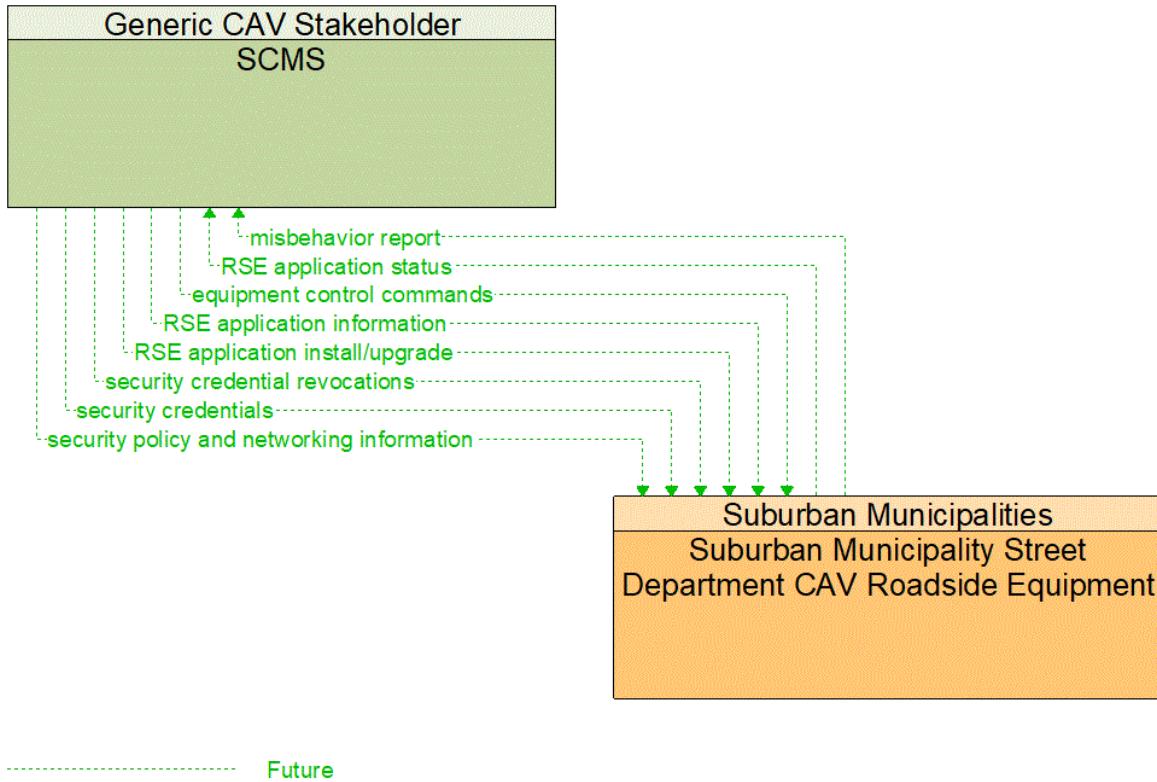 Generic CAV Stakeholder
SCMS
misbehavior report
RSE application status
equipment control commands
RSE application information
RSE application install/upgrade
security credential revocations
security credentials
security policy and networking information
Suburban Municipalities
Suburban Municipality Street
Department CAV Roadside Equipment
Future